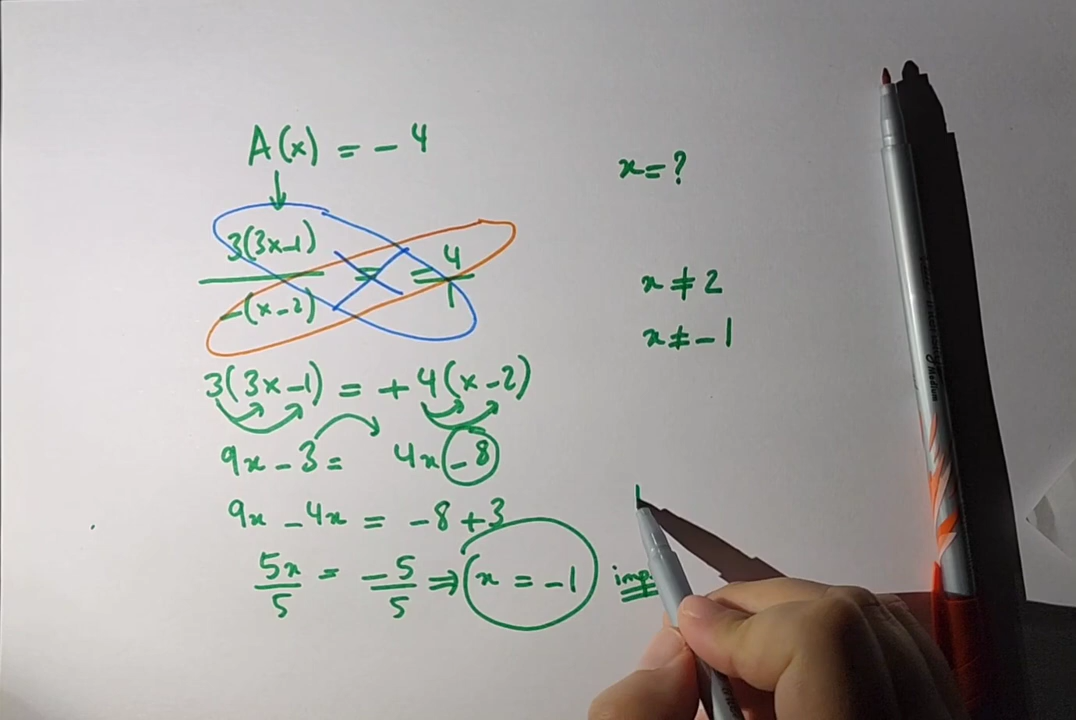 A(x) = - 4
x = ?
3(3x-1) / -(x-2) = -4 / 1
x ≠ 2
x ≠ - 1
3(3x-1) = + 4(x-2)
9x - 3 = 4x - 8
9x - 4x = - 8 + 3
5x / 5 = - 5 / 5 ⇒ x = - 1